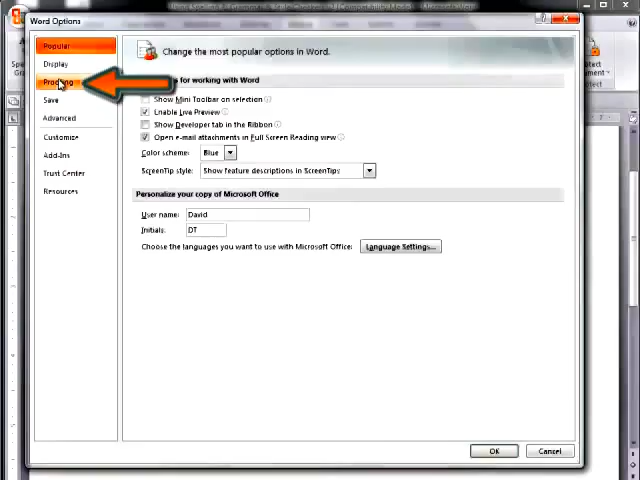 Word Options
Popular
Display
Proofing
Save
Advanced
Customize
Add-Ins
Trust Center
Resources
Change the most popular options in Word.
for working with Word
Show Mini Toolbar on selection
Enable Live Preview
Show Developer tab in the Ribbon
Open e-mail attachments in Full Screen Reading view
Color scheme: Blue
ScreenTip style: Show feature descriptions in ScreenTips
Personalize your copy of Microsoft Office
User name: David
Initials: DT
Choose the languages you want to use with Microsoft Office: Language Settings...
OK Cancel